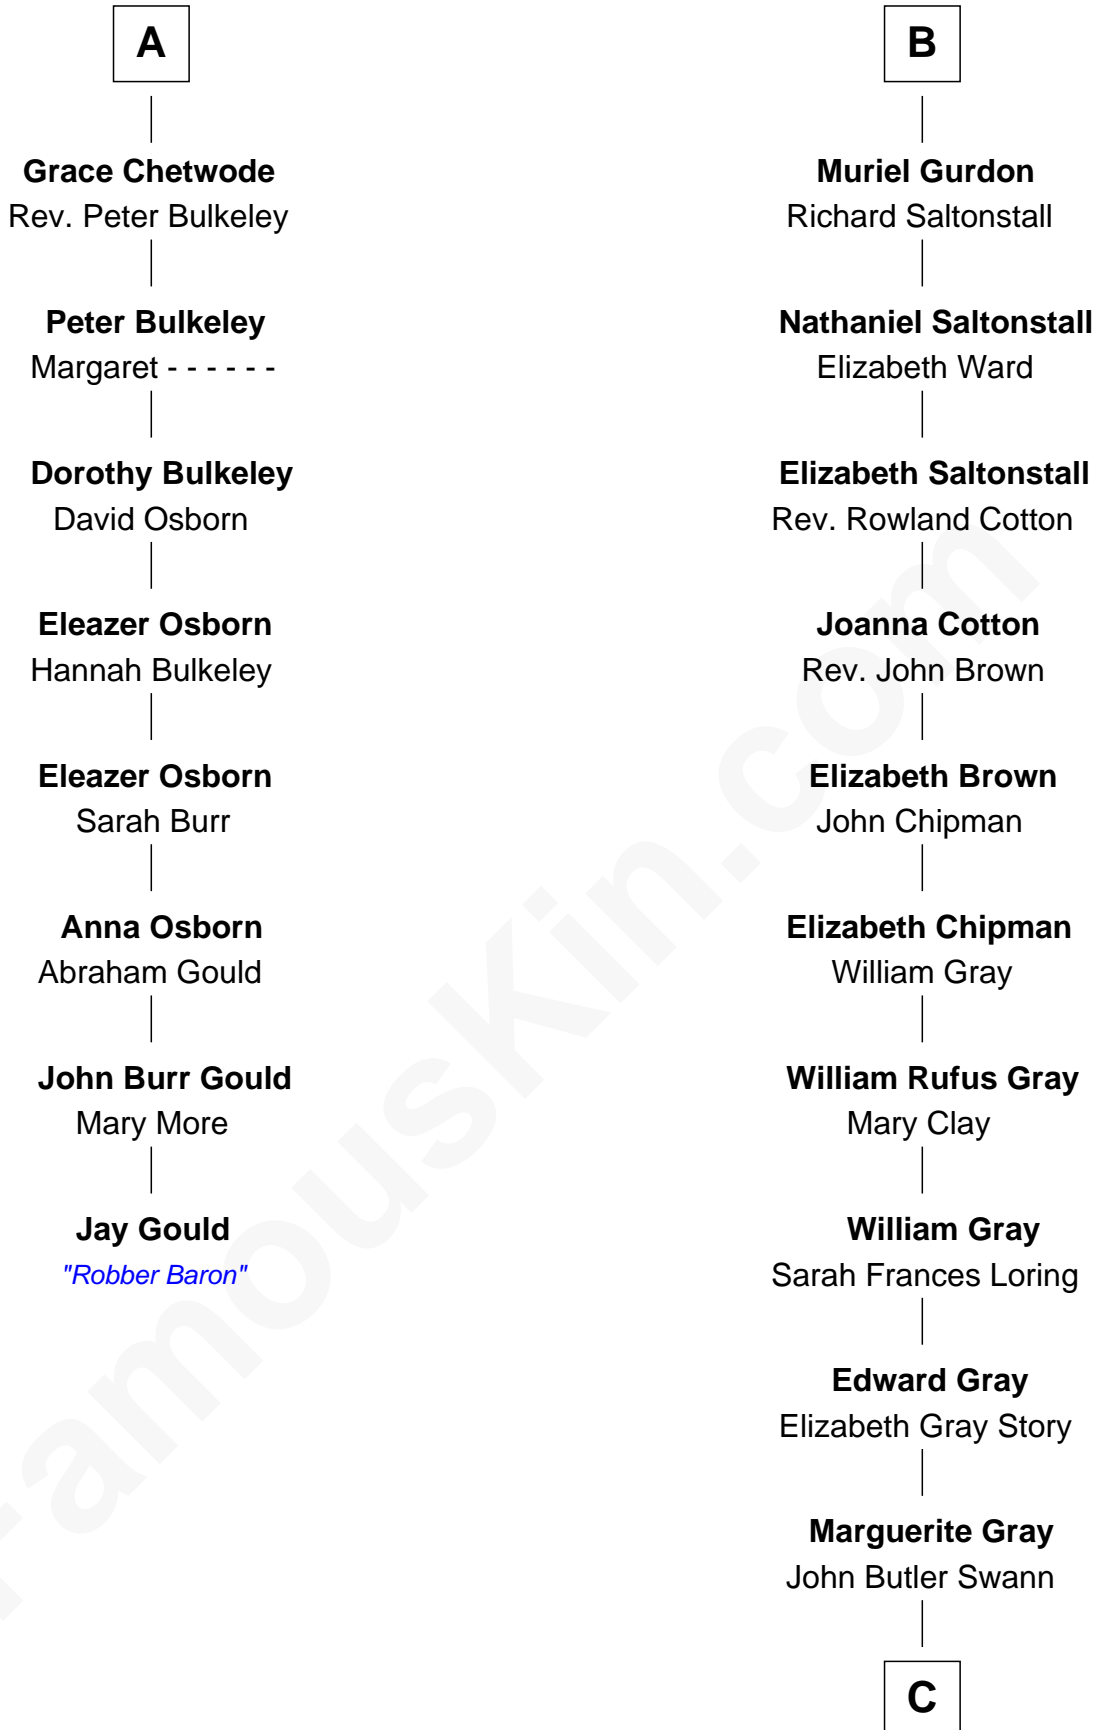 A
Grace Chetwode
Rev. Peter Bulkeley
Peter Bulkeley
Margaret - - - - - -
Dorothy Bulkeley
David Osborn
Eleazer Osborn
Hannah Bulkeley
Eleazer Osborn
Sarah Burr
Anna Osborn
Abraham Gould
John Burr Gould
Mary More
Jay Gould
"Robber Baron"
B
Muriel Gurdon
Richard Saltonstall
Nathaniel Saltonstall
Elizabeth Ward
Elizabeth Saltonstall
Rev. Rowland Cotton
Joanna Cotton
Rev. John Brown
Elizabeth Brown
John Chipman
Elizabeth Chipman
William Gray
William Rufus Gray
Mary Clay
William Gray
Sarah Frances Loring
Edward Gray
Elizabeth Gray Story
Marguerite Gray
John Butler Swann
C
FamousKin.com